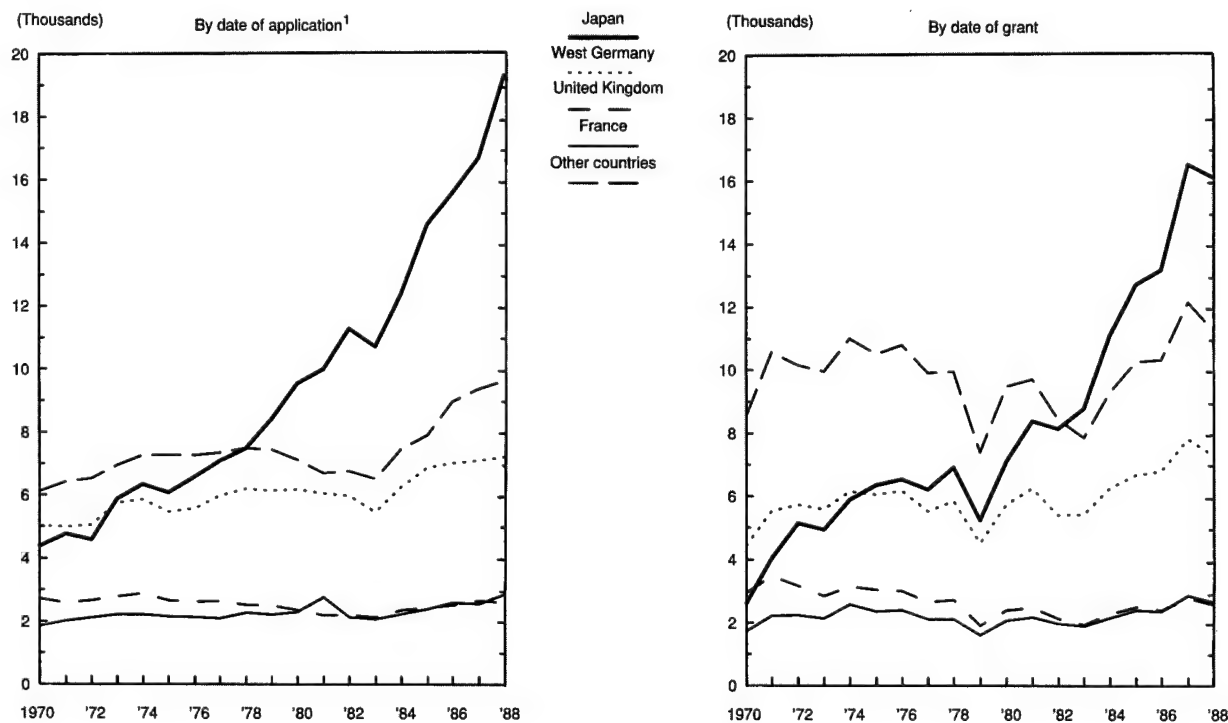 (Thousands)
By date of application¹
20
18
16
14
12
10
8
6
4
2
0
1970 '72 '74 '76 '78 '80 '82 '84 '86 '88
Japan
West Germany
United Kingdom
France
Other countries
(Thousands)
By date of grant
20
18
16
14
12
10
8
6
4
2
0
1970 '72 '74 '76 '78 '80 '82 '84 '86 '88